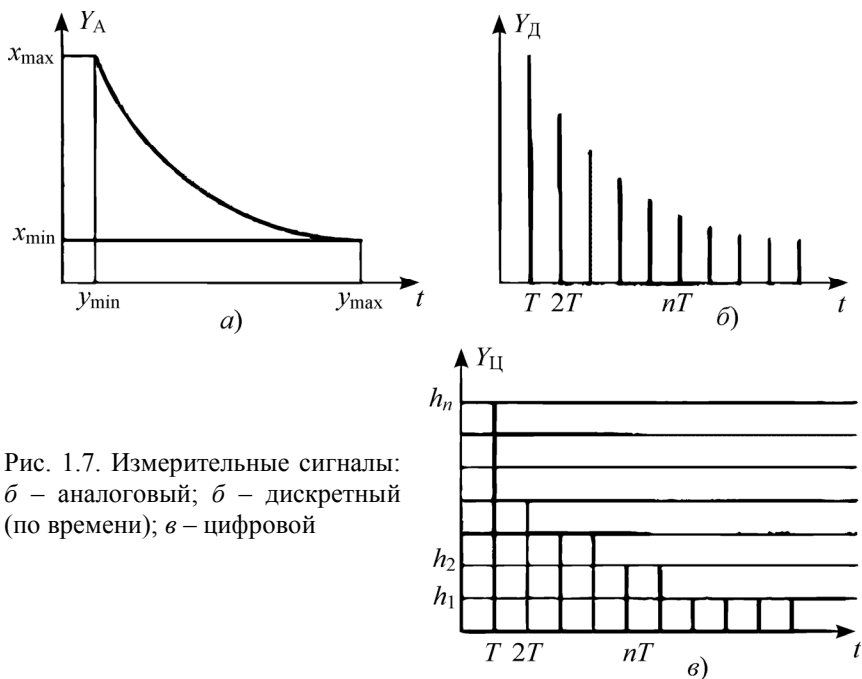 Y_А
x_max
x_min
y_min
y_max
t
а)
Y_Д
T
2T
nT
t
б)
Рис. 1.7. Измерительные сигналы:
б – аналоговый; б – дискретный
(по времени); в – цифровой
Y_Ц
h_n
h_2
h_1
T
2T
nT
t
в)